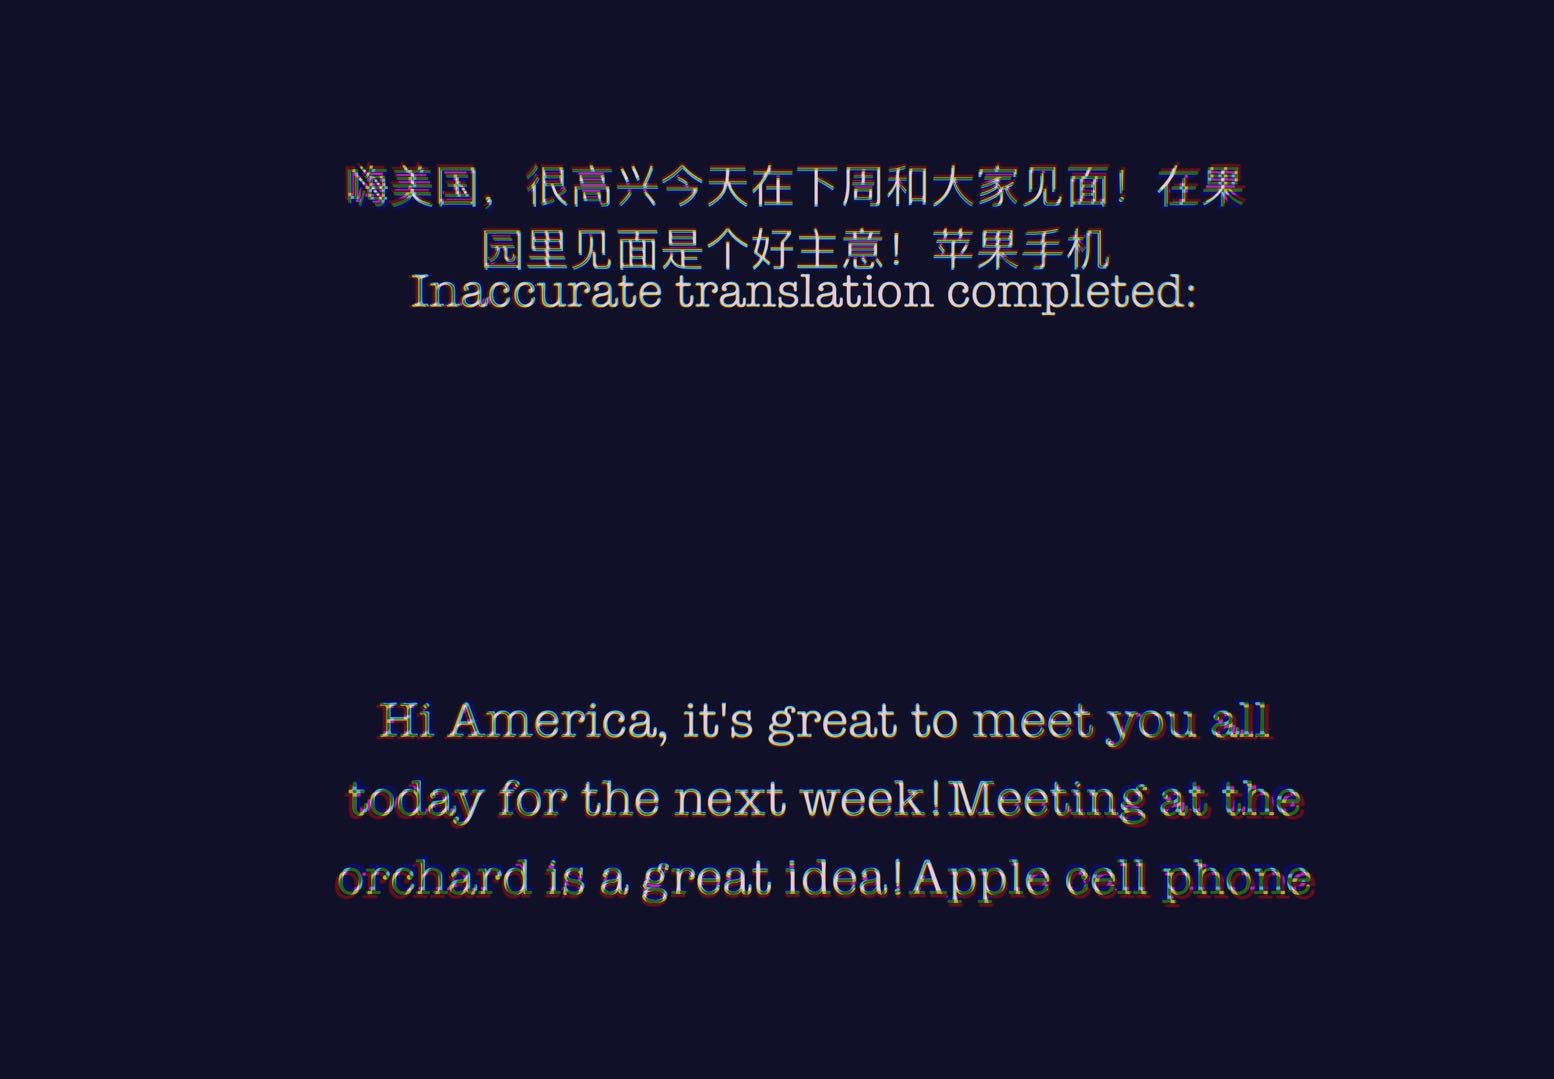 嗨美国，很高兴今天在下周和大家见面！在果
园里见面是个好主意！苹果手机
Inaccurate translation completed:
Hi America, it's great to meet you all
today for the next week!Meeting at the
orchard is a great idea!Apple cell phone